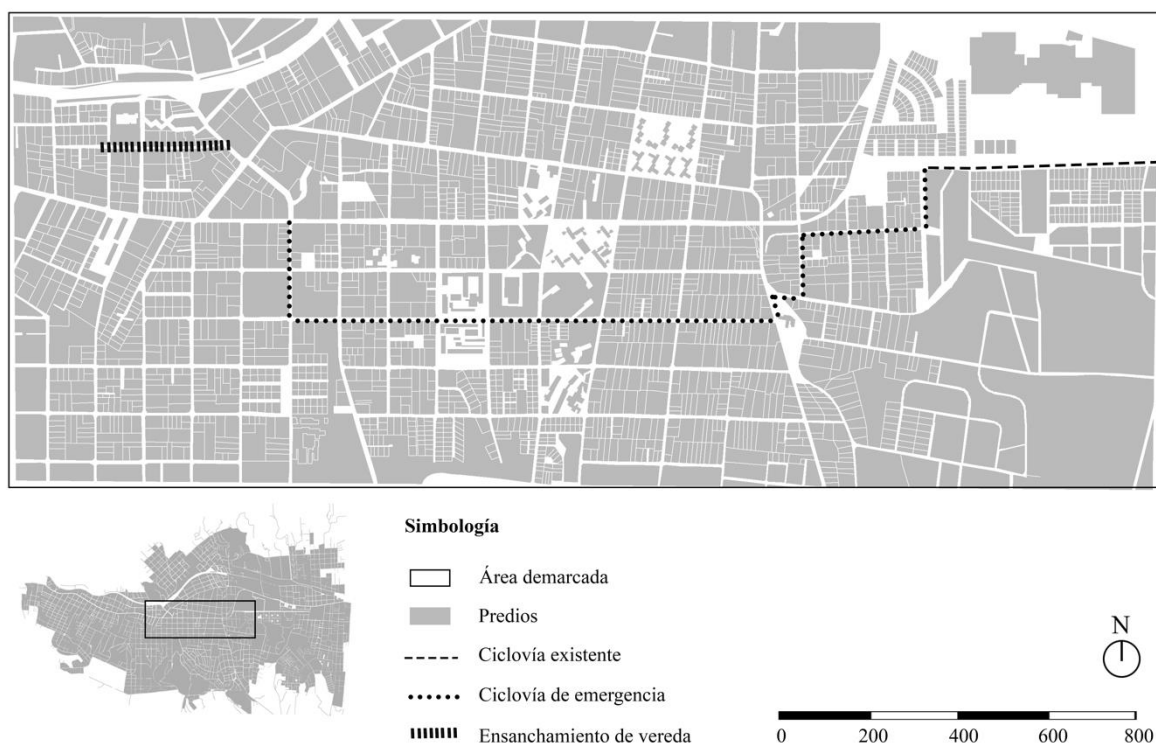 Simbología
Área demarcada
Predios
Ciclovía existente
Ciclovía de emergencia
Ensanchamiento de vereda
N
0 200 400 600 800